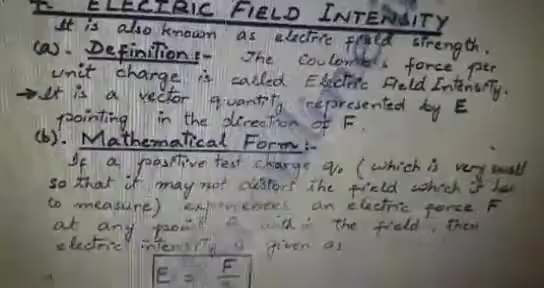 ELECTRIC FIELD INTENSITY
It is also known as electric field strength.
(a). Definition:- The Coulomb's force per
unit charge is called Electric Field Intensity.
→ It is a vector quantity represented by E
pointing in the direction of F.
(b). Mathematical Form:-
If a positive test charge q₀ (which is very small
so that it may not distort the field which it has
to measure) experiences an electric force F
at any point within the field, then
electric intensity is given as
E = F